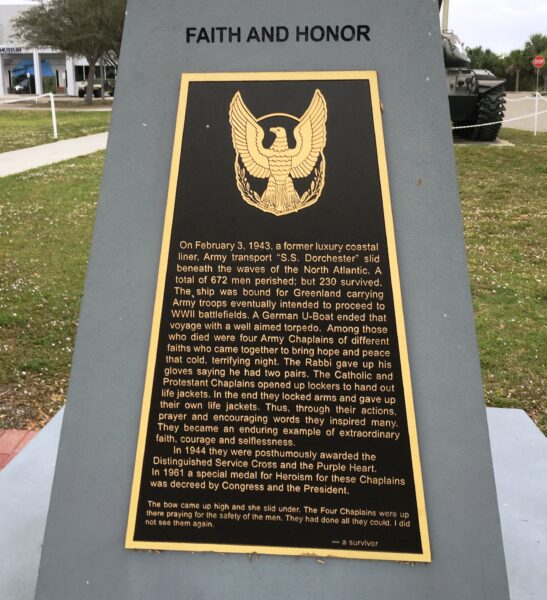 MUSEUM
STOP
FAITH AND HONOR
On February 3, 1943, a former luxury coastal
liner, Army transport "S.S. Dorchester" slid
beneath the waves of the North Atlantic. A
total of 672 men perished; but 230 survived.
The ship was bound for Greenland carrying
Army troops eventually intended to proceed to
WWII battlefields. A German U-Boat ended that
voyage with a well aimed torpedo. Among those
who died were four Army Chaplains of different
faiths who came together to bring hope and peace
that cold, terrifying night. The Rabbi gave up his
gloves saying he had two pairs. The Catholic and
Protestant Chaplains opened up lockers to hand out
life jackets. In the end they locked arms and gave up
their own life jackets. Thus, through their actions,
prayer and encouraging words they inspired many.
They became an enduring example of extraordinary
faith, courage and selflessness.
In 1944 they were posthumously awarded the
Distinguished Service Cross and the Purple Heart.
In 1961 a special medal for Heroism for these Chaplains
was decreed by Congress and the President.
The bow came up high and she slid under. The Four Chaplains were up
there praying for the safety of the men. They had done all they could. I did
not see them again.
— a survivor